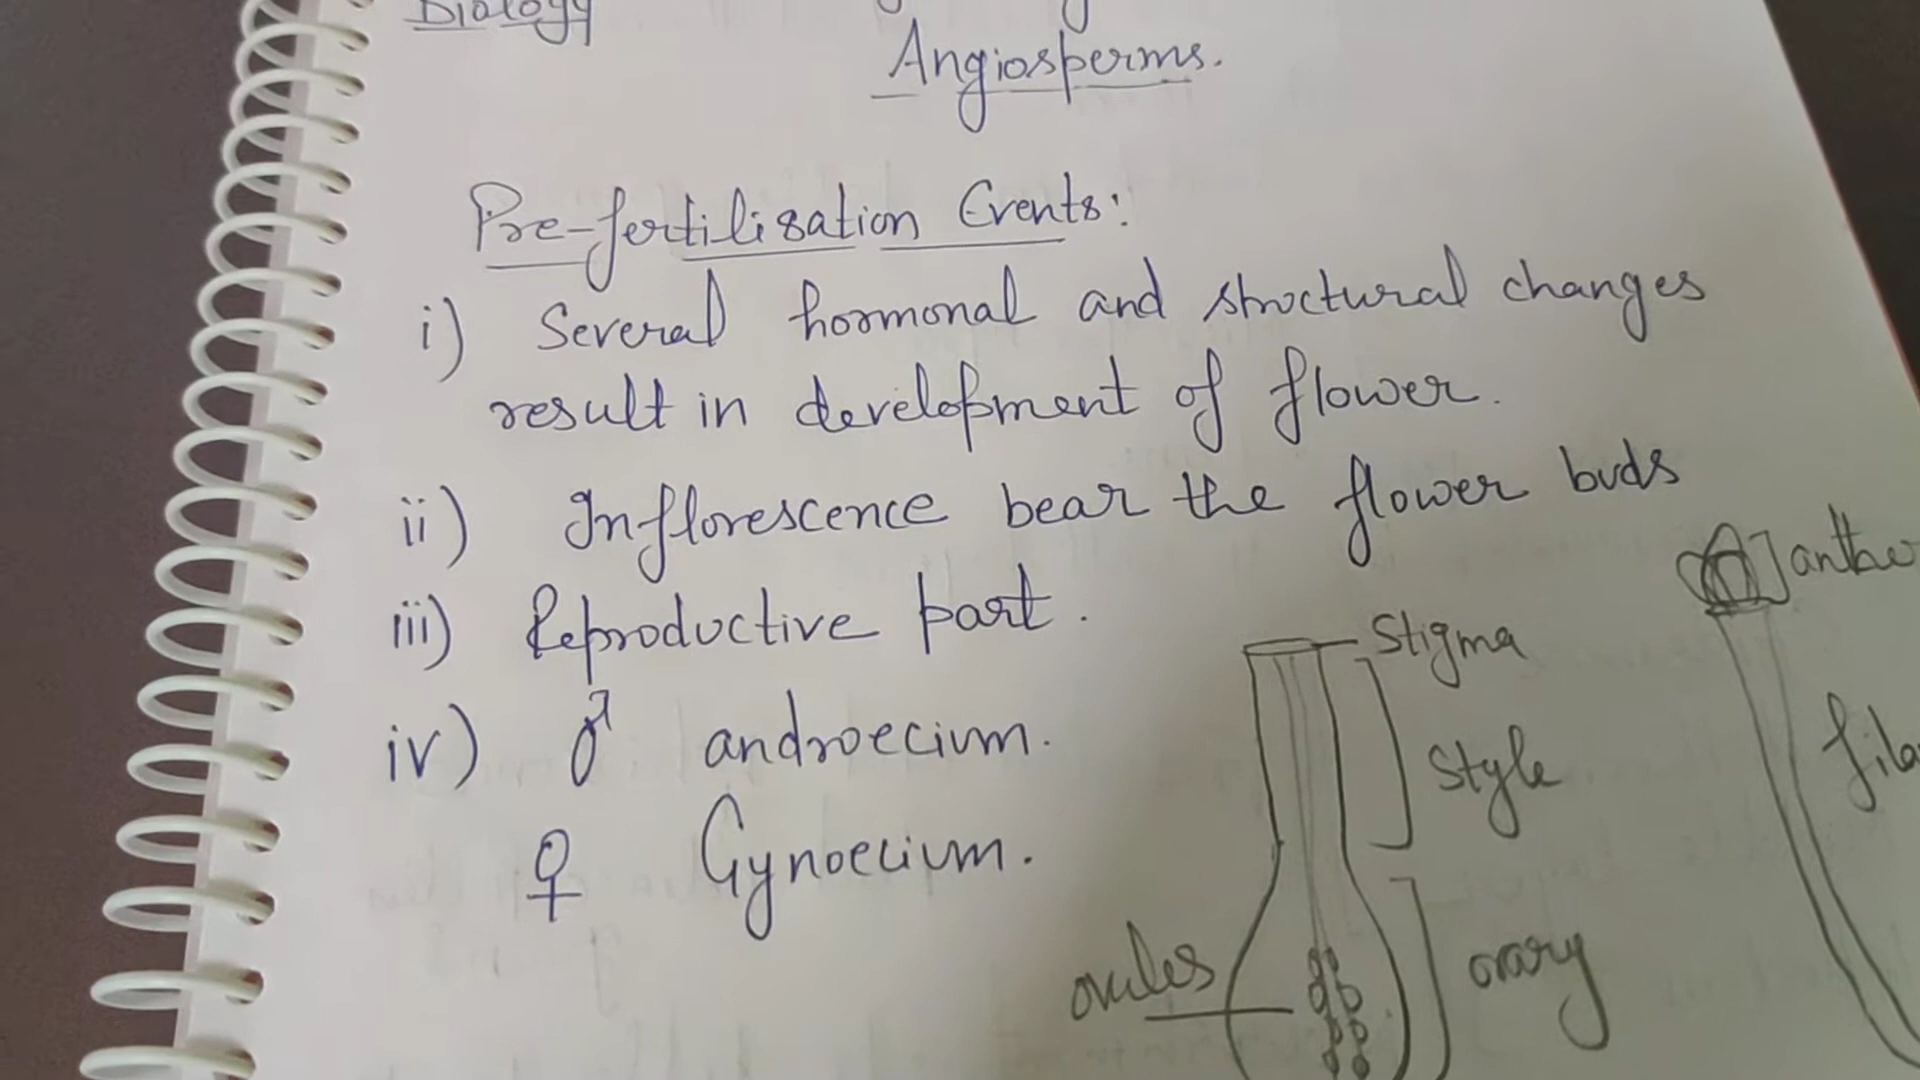 Biology
Angiosperms.
Pre-fertilisation Events:
i) Several hormonal and structural changes
result in development of flower.
ii) Inflorescence bear the flower buds
iii) Reproductive part.
iv) ♂ androecium.
♀ Gynoecium.
Stigma
Style
ovules
ovary